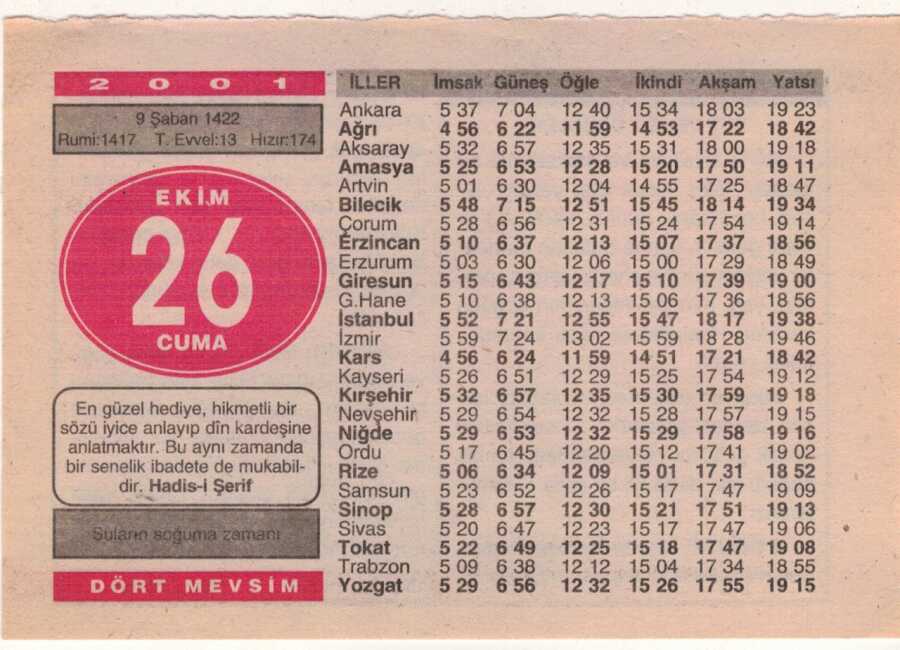 2 0 0 1
9 Şaban 1422
Rumi:1417 T. Evvel:13 Hızır:174
EKİM
26
CUMA
En güzel hediye, hikmetli bir
sözü iyice anlayıp dîn kardeşine
anlatmaktır. Bu aynı zamanda
bir senelik ibadete de mukabil-
dir. Hadis-i Şerif
Suların soğuma zamanı
DÖRT MEVSİM
İLLER İmsak Güneş Öğle İkindi Akşam Yatsı
Ankara 5 37 7 04 12 40 15 34 18 03 19 23
Ağrı 4 56 6 22 11 59 14 53 17 22 18 42
Aksaray 5 32 6 57 12 35 15 31 18 00 19 18
Amasya 5 25 6 53 12 28 15 20 17 50 19 11
Artvin 5 01 6 30 12 04 14 55 17 25 18 47
Bilecik 5 48 7 15 12 51 15 45 18 14 19 34
Çorum 5 28 6 56 12 31 15 24 17 54 19 14
Erzincan 5 10 6 37 12 13 15 07 17 37 18 56
Erzurum 5 03 6 30 12 06 15 00 17 29 18 49
Giresun 5 15 6 43 12 17 15 10 17 39 19 00
G.Hane 5 10 6 38 12 13 15 06 17 36 18 56
İstanbul 5 52 7 21 12 55 15 47 18 17 19 38
İzmir 5 59 7 24 13 02 15 59 18 28 19 46
Kars 4 56 6 24 11 59 14 51 17 21 18 42
Kayseri 5 26 6 51 12 29 15 25 17 54 19 12
Kırşehir 5 32 6 57 12 35 15 30 17 59 19 18
Nevşehir 5 29 6 54 12 32 15 28 17 57 19 15
Niğde 5 29 6 53 12 32 15 29 17 58 19 16
Ordu 5 17 6 45 12 20 15 12 17 41 19 02
Rize 5 06 6 34 12 09 15 01 17 31 18 52
Samsun 5 23 6 52 12 26 15 17 17 47 19 09
Sinop 5 28 6 57 12 30 15 21 17 51 19 13
Sivas 5 20 6 47 12 23 15 17 17 47 19 06
Tokat 5 22 6 49 12 25 15 18 17 47 19 08
Trabzon 5 09 6 38 12 12 15 04 17 34 18 55
Yozgat 5 29 6 56 12 32 15 26 17 55 19 15